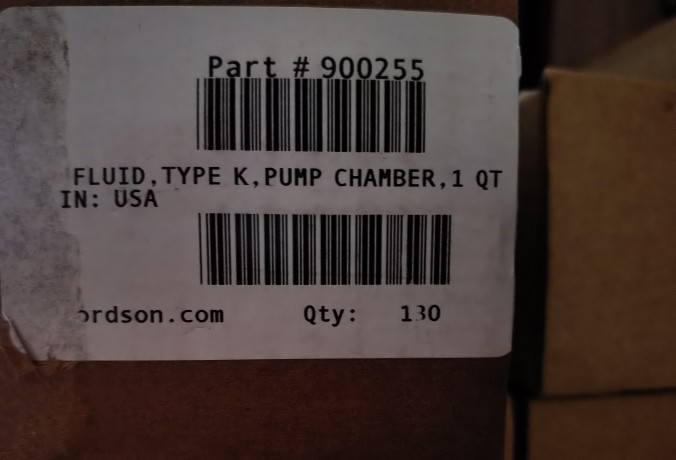 Part # 900255
FLUID,TYPE K,PUMP CHAMBER,1 QT
IN: USA
ordson.com Qty: 130